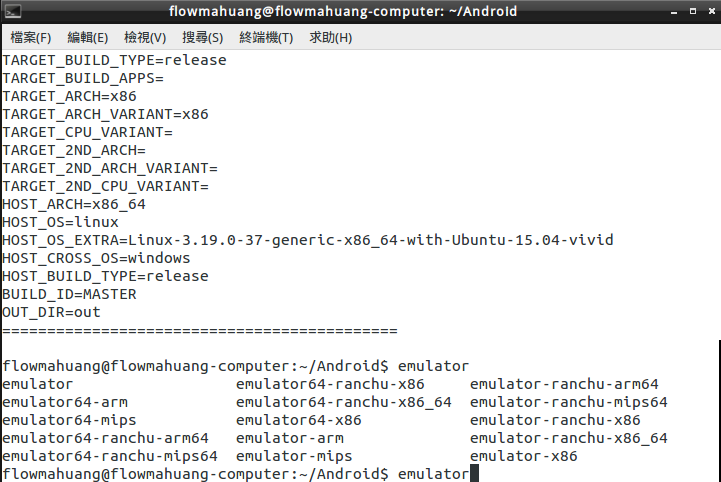 flowmahuang@flowmahuang-computer: ~/Android
檔案(F) 編輯(E) 檢視(V) 搜尋(S) 終端機(T) 求助(H)
TARGET_BUILD_TYPE=release
TARGET_BUILD_APPS=
TARGET_ARCH=x86
TARGET_ARCH_VARIANT=x86
TARGET_CPU_VARIANT=
TARGET_2ND_ARCH=
TARGET_2ND_ARCH_VARIANT=
TARGET_2ND_CPU_VARIANT=
HOST_ARCH=x86_64
HOST_OS=linux
HOST_OS_EXTRA=Linux-3.19.0-37-generic-x86_64-with-Ubuntu-15.04-vivid
HOST_CROSS_OS=windows
HOST_BUILD_TYPE=release
BUILD_ID=MASTER
OUT_DIR=out
============================================
flowmahuang@flowmahuang-computer:~/Android$ emulator
emulator emulator64-ranchu-x86 emulator-ranchu-arm64
emulator64-arm emulator64-ranchu-x86_64 emulator-ranchu-mips64
emulator64-mips emulator64-x86 emulator-ranchu-x86
emulator64-ranchu-arm64 emulator-arm emulator-ranchu-x86_64
emulator64-ranchu-mips64 emulator-mips emulator-x86
flowmahuang@flowmahuang-computer:~/Android$ emulator